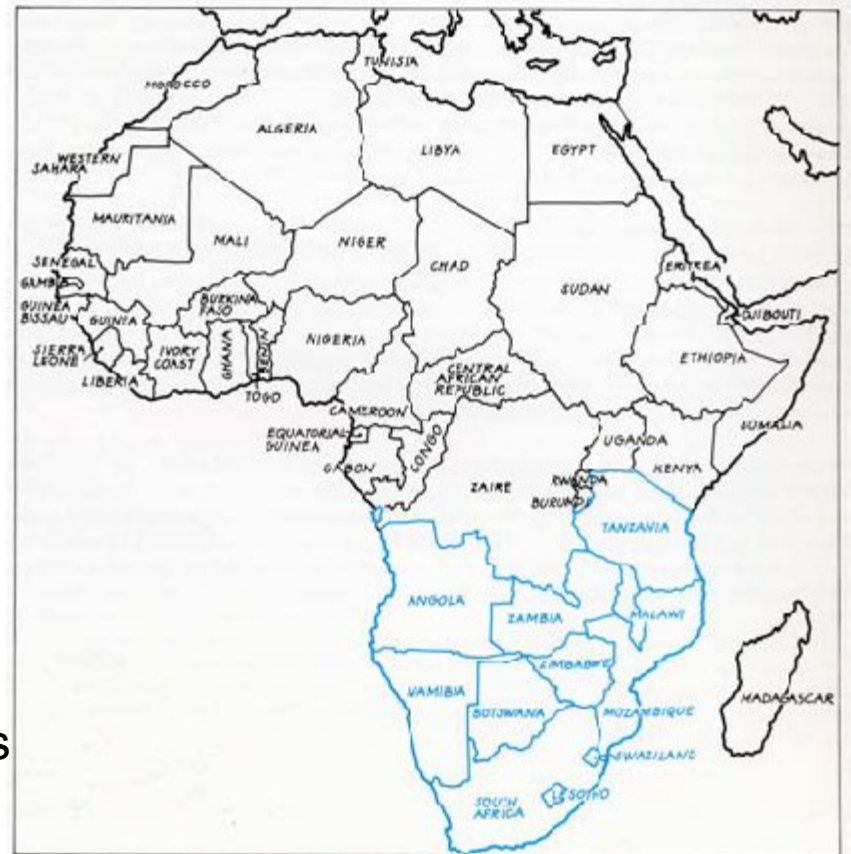 TUNISIA
MOROCCO
ALGERIA
LIBYA
EGYPT
WESTERN
SAHARA
MAURITANIA
MALI
NIGER
CHAD
SUDAN
ERITREA
SENEGAL
GAMBIA
GUINEA
BISSAU
GUINEA
BURKINA
FASO
DJIBOUTI
SIERRA
LEONE
IVORY
COAST
GHANA
BENIN
NIGERIA
ETHIOPIA
LIBERIA
TOGO
CENTRAL
AFRICAN
REPUBLIC
CAMEROON
EQUATORIAL
GUINEA
GABON
CONGO
UGANDA
SOMALIA
KENYA
ZAIRE
RWANDA
BURUNDI
TANZANIA
ANGOLA
ZAMBIA
MALAWI
ZIMBABWE
NAMIBIA
BOTSWANA
MOZAMBIQUE
MADAGASCAR
s
SWAZILAND
LESOTHO
SOUTH
AFRICA